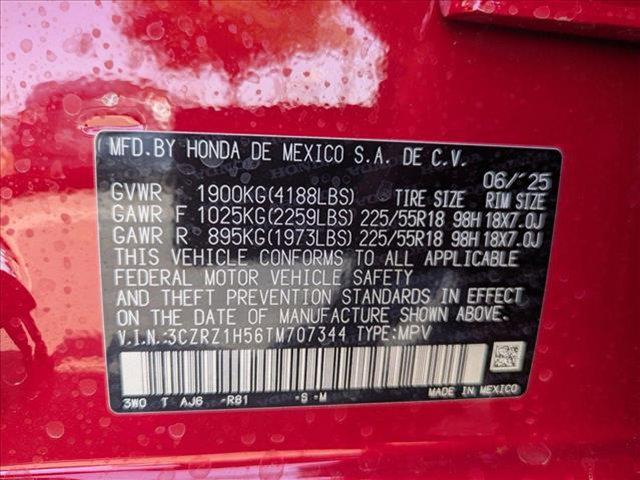 MFD.BY HONDA DE MEXICO S.A. DE C.V.
06/ '25
GVWR 1900KG(4188LBS) TIRE SIZE RIM SIZE
GAWR F 1025KG(2259LBS) 225/55R18 98H 18X7.0J
GAWR R 895KG(1973LBS) 225/55R18 98H 18X7.0J
THIS VEHICLE CONFORMS TO ALL APPLICABLE
FEDERAL MOTOR VEHICLE SAFETY
AND THEFT PREVENTION STANDARDS IN EFFECT
ON THE DATE OF MANUFACTURE SHOWN ABOVE.
V.I.N.:3CZRZ1H56TM707344 TYPE:MPV
3W0 T AJ6 -R81 -S -M MADE IN MEXICO